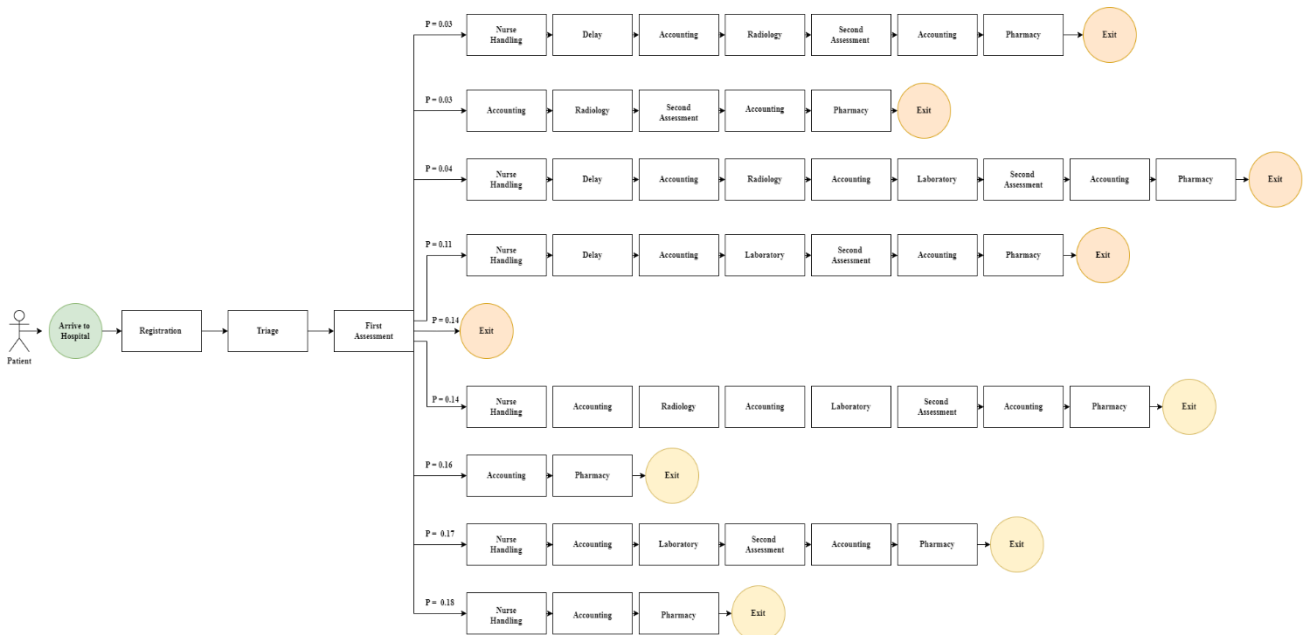 P = 0.03
Nurse
Handling
Delay
Accounting
Radiology
Second
Assessment
Accounting
Pharmacy
Exit
P = 0.03
Accounting
Radiology
Second
Assessment
Accounting
Pharmacy
Exit
P = 0.04
Nurse
Handling
Delay
Accounting
Radiology
Accounting
Laboratory
Second
Assessment
Accounting
Pharmacy
Exit
P = 0.11
Nurse
Handling
Delay
Accounting
Laboratory
Second
Assessment
Accounting
Pharmacy
Exit
Patient
Arrive to
Hospital
Registration
Triage
First
Assessment
P = 0.14
Exit
P = 0.14
Nurse
Handling
Accounting
Radiology
Accounting
Laboratory
Second
Assessment
Accounting
Pharmacy
Exit
P = 0.16
Accounting
Pharmacy
Exit
P = 0.17
Nurse
Handling
Accounting
Laboratory
Second
Assessment
Accounting
Pharmacy
Exit
P = 0.18
Nurse
Handling
Accounting
Pharmacy
Exit